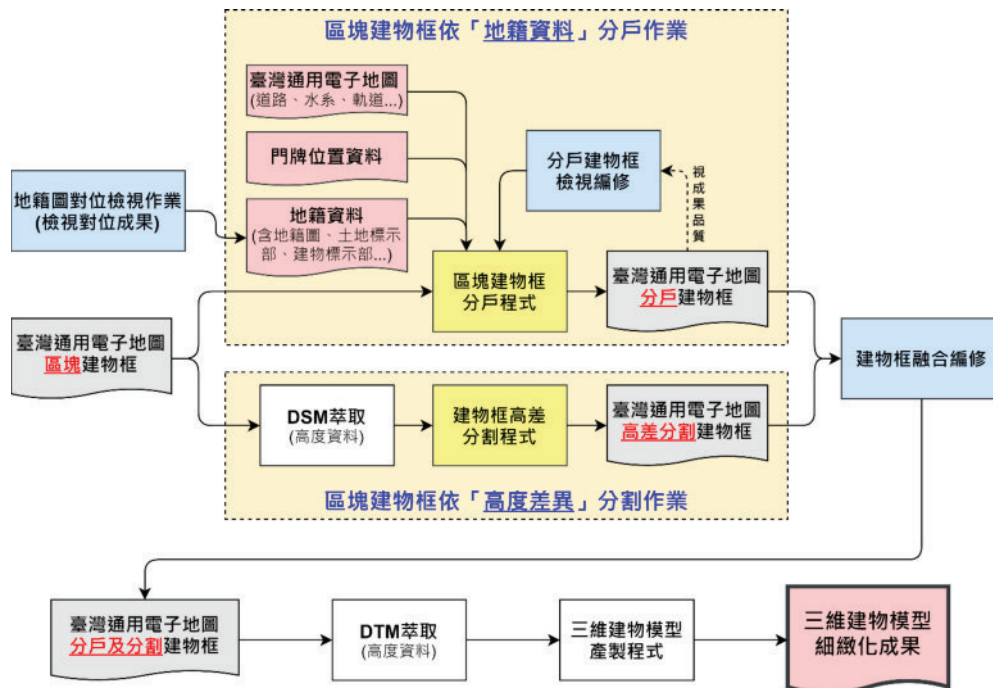 區塊建物框依「地籍資料」分戶作業
臺灣通用電子地圖
(道路、水系、軌道...)
門牌位置資料
分戶建物框
檢視編修
視成果品質
地籍圖對位檢視作業
(檢視對位成果)
地籍資料
(含地籍圖、土地標示
部、建物標示部...)
區塊建物框
分戶程式
臺灣通用電子地圖
分戶建物框
臺灣通用電子地圖
區塊建物框
建物框融合編修
DSM萃取
(高度資料)
建物框高差
分割程式
臺灣通用電子地圖
高差分割建物框
區塊建物框依「高度差異」分割作業
臺灣通用電子地圖
分戶及分割建物框
DTM萃取
(高度資料)
三維建物模型
產製程式
三維建物模型
細緻化成果